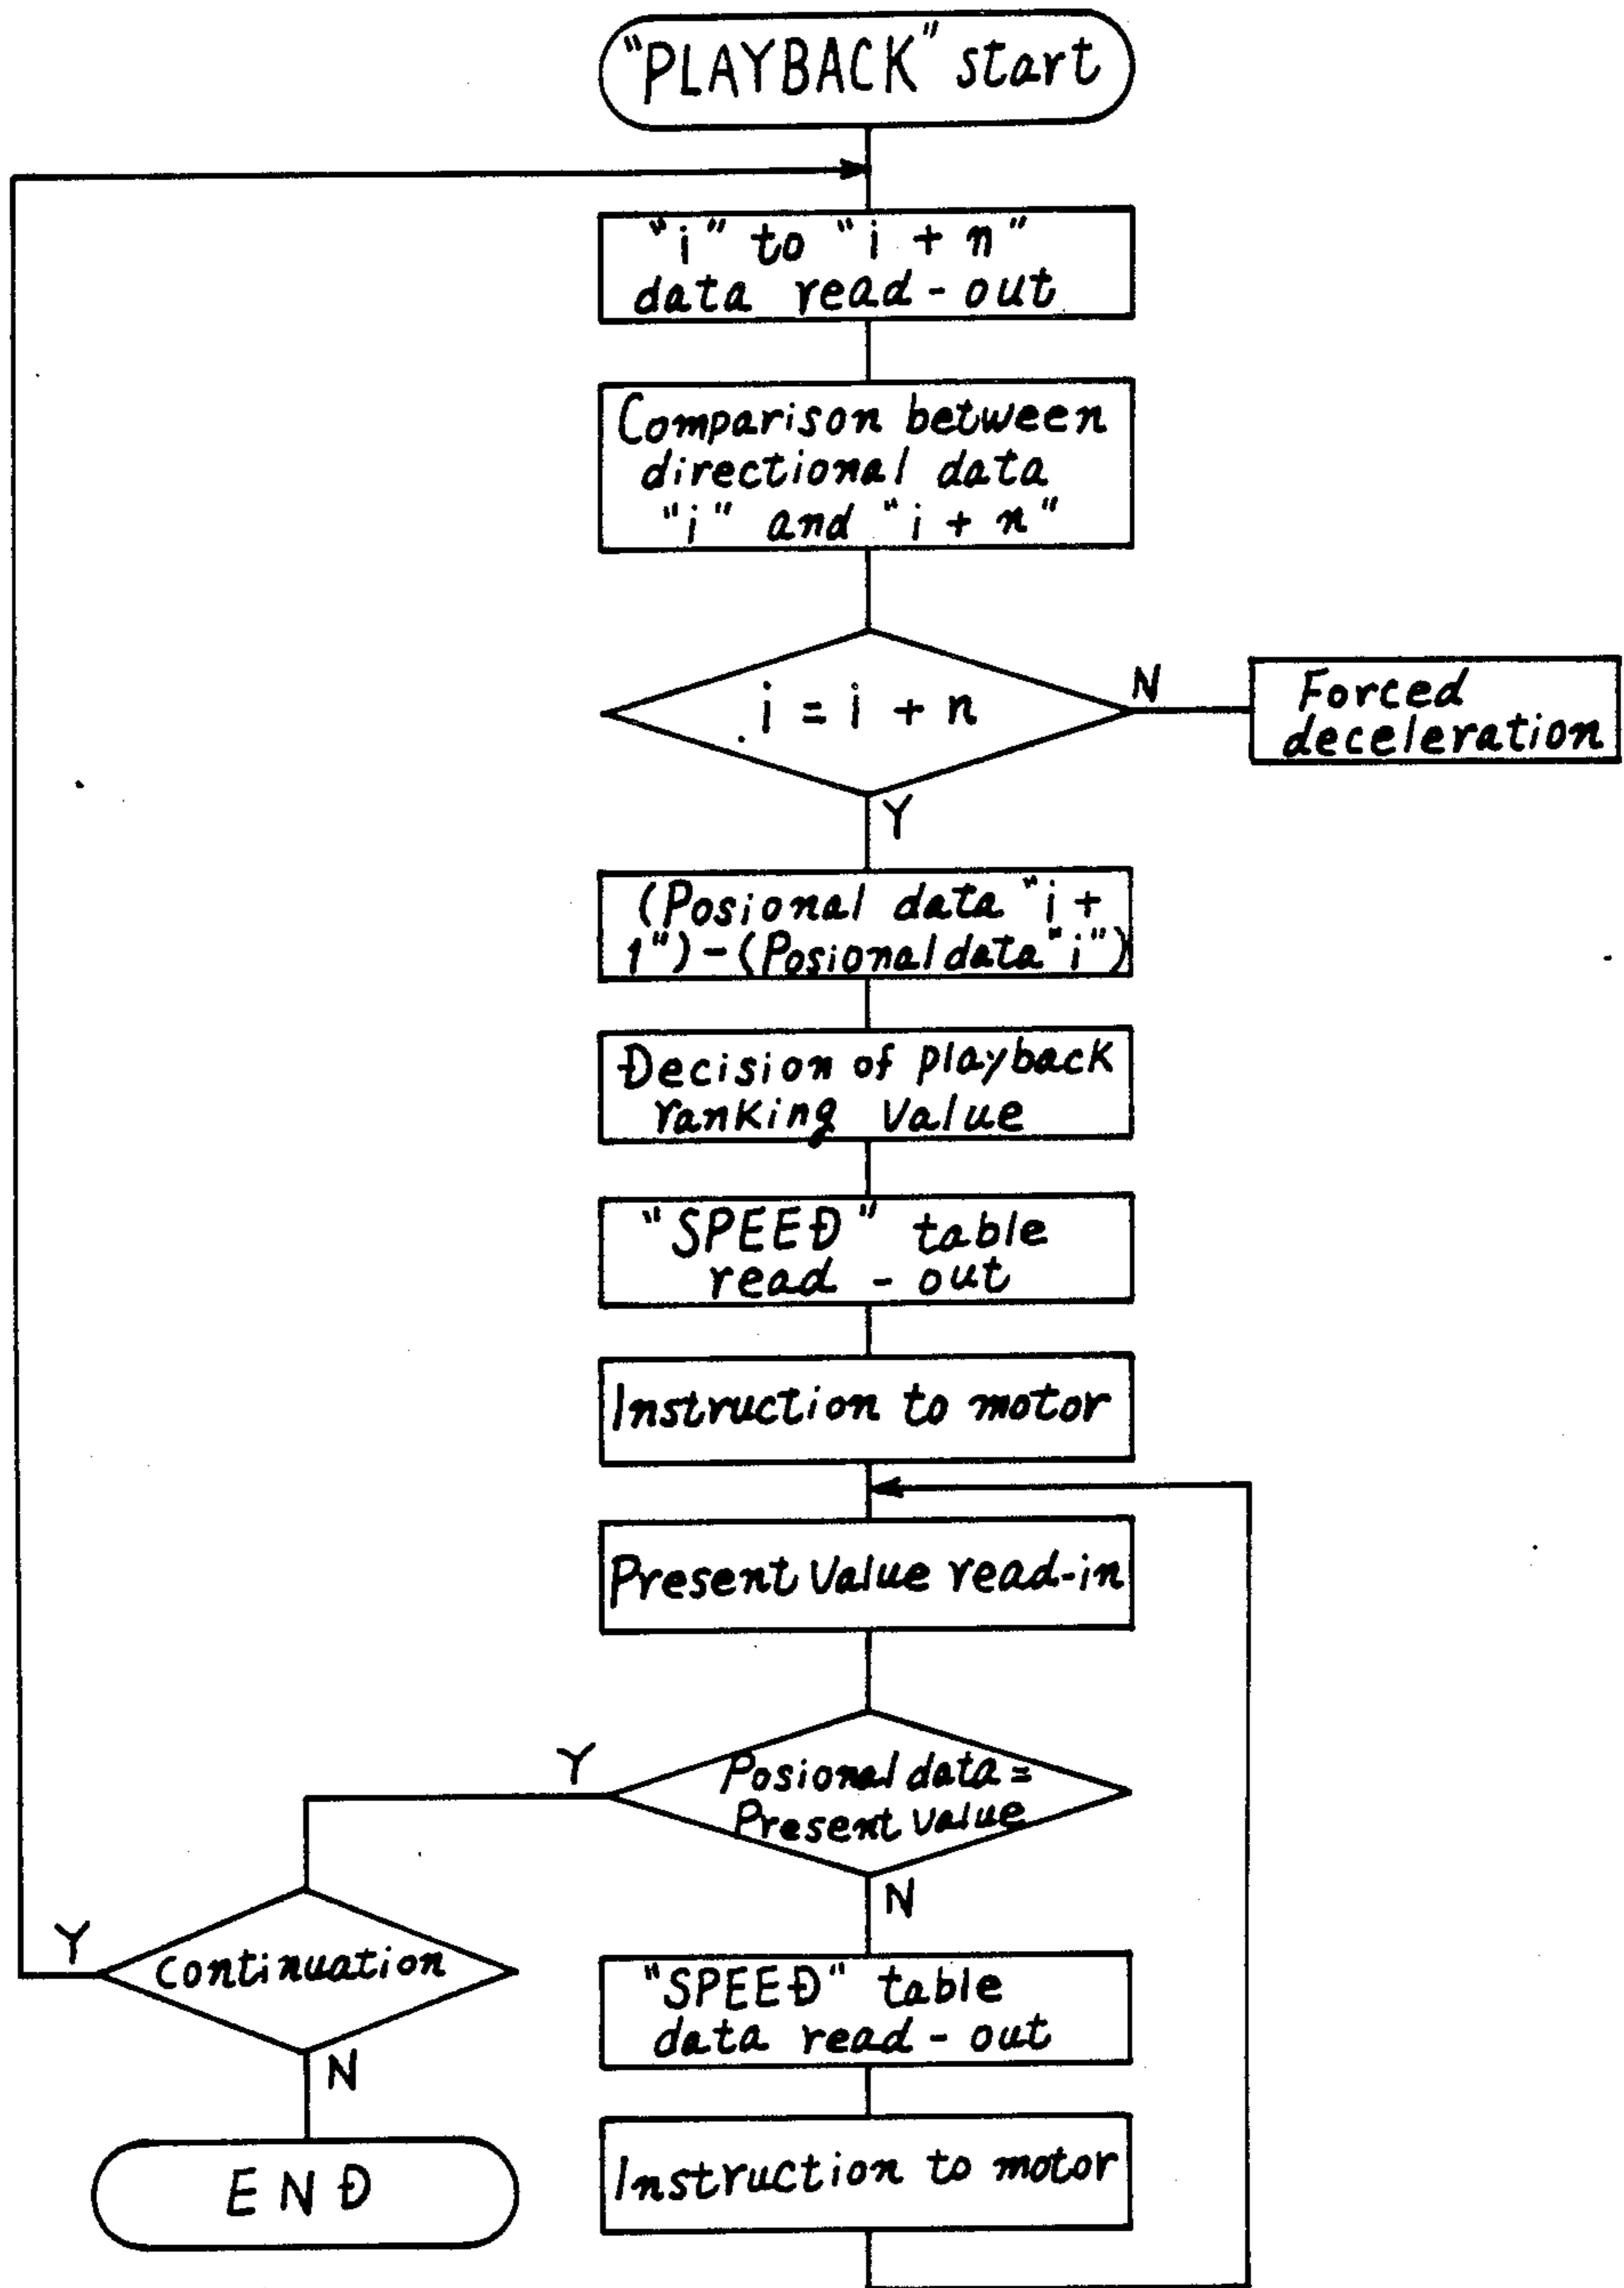 "PLAYBACK" start
"i" to "i + n"
data read-out
Comparison between
directional data
"i" and "i + n"
i = i + n
N
Forced
deceleration
Y
(Posional data "i +
1") - (Posional data "i")
Decision of playback
ranking value
"SPEED" table
read - out
Instruction to motor
Present value read-in
Y
Posional data =
Present value
N
Y
continuation
"SPEED" table
data read-out
N
END
Instruction to motor